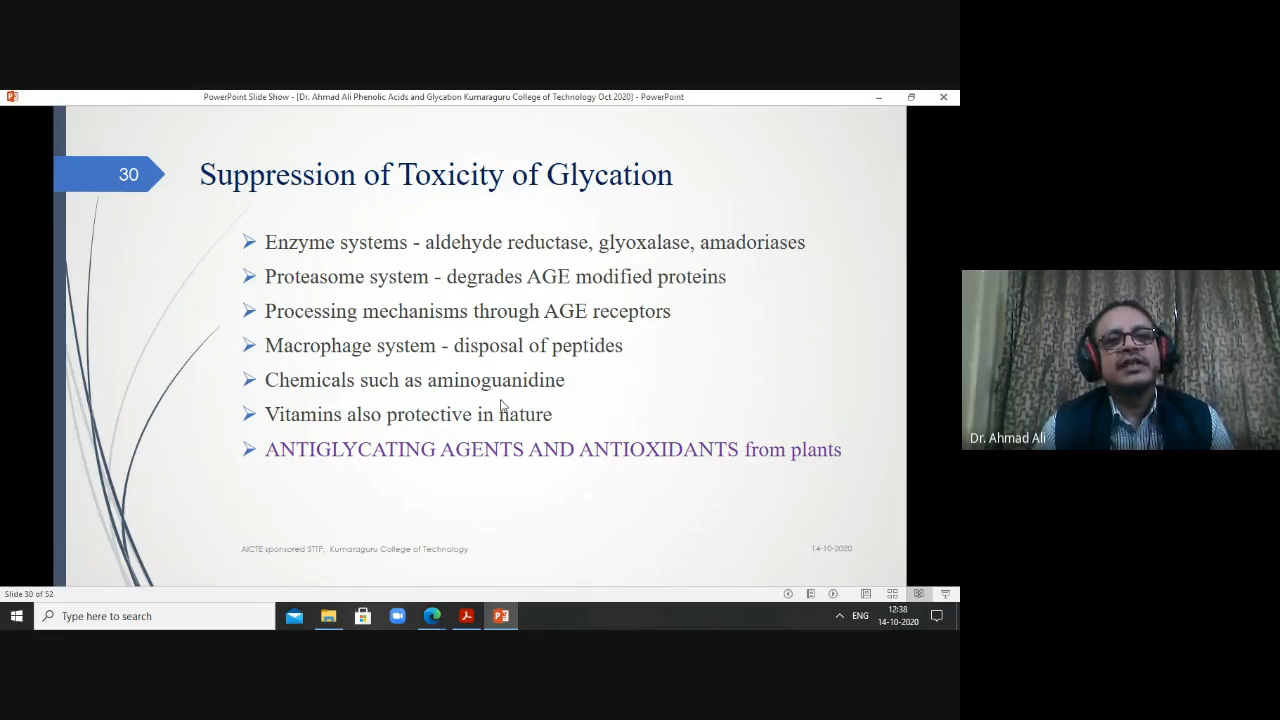 PowerPoint Slide Show - [Dr. Ahmad Ali Phenolic Acids and Glycation Kumaraguru College of Technology Oct 2020] - PowerPoint
30
Suppression of Toxicity of Glycation
Enzyme systems - aldehyde reductase, glyoxalase, amadoriases
Proteasome system - degrades AGE modified proteins
Processing mechanisms through AGE receptors
Macrophage system - disposal of peptides
Chemicals such as aminoguanidine
Vitamins also protective in nature
ANTIGLYCATING AGENTS AND ANTIOXIDANTS from plants
Dr. Ahmad Ali
AICTE sponsored STTP, Kumaraguru College of Technology
14-10-2020
Slide 30 of 52
Type here to search
ENG
12:38
14-10-2020